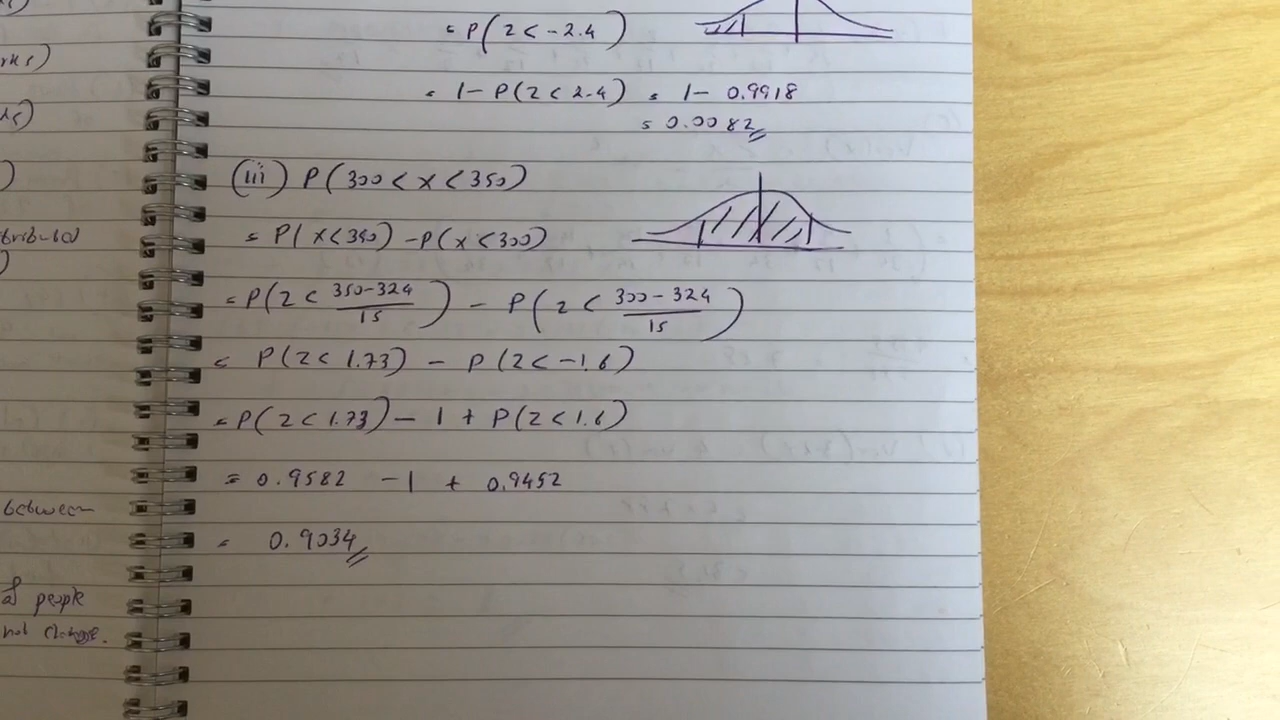 = P(Z < -2.4)
= 1 - P(Z < 2.4) = 1 - 0.9918
= 0.0082
(iii) P(300 < X < 350)
= P(X < 350) - P(X < 300)
= P(Z < 350-324/15) - P(Z < 300-324/15)
= P(Z < 1.73) - P(Z < -1.6)
= P(Z < 1.73) - 1 + P(Z < 1.6)
= 0.9582 - 1 + 0.9452
= 0.9034
between
of people
not change.